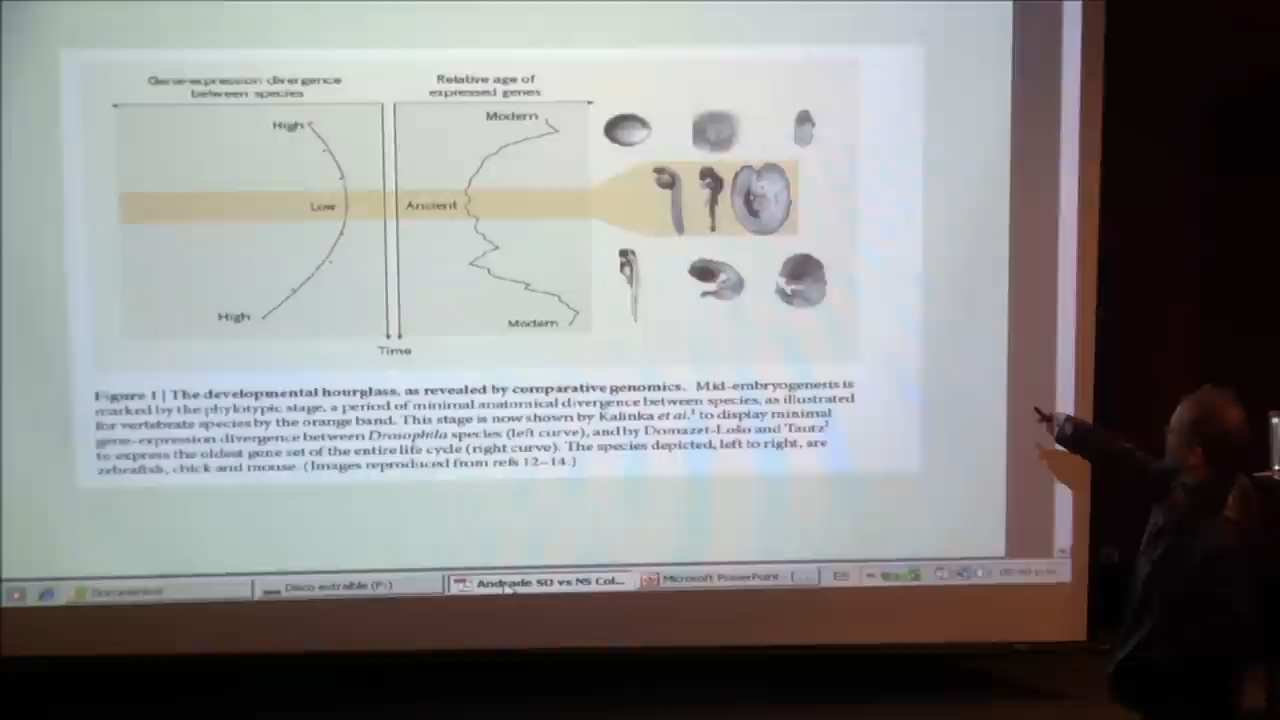 Gene-expression divergence
between species
Relative age of
expressed genes
High
Modern
Low
Ancient
High
Modern
Time
Figure 1 | The developmental hourglass, as revealed by comparative genomics. Mid-embryogenesis is
marked by the phylotypic stage, a period of minimal anatomical divergence between species, as illustrated
for vertebrate species by the orange band. This stage is now shown by Kalinka et al.¹ to display minimal
gene-expression divergence between Drosophila species (left curve), and by Domazet-Lošo and Tautz
to express the oldest gene set of the entire life cycle (right curve). The species depicted, left to right, are
zebrafish, chick and mouse. (Images reproduced from refs 12–14.)
Disco extraíble (F:)
Andrade SO vs NS Col...
Microsoft PowerPoint - [